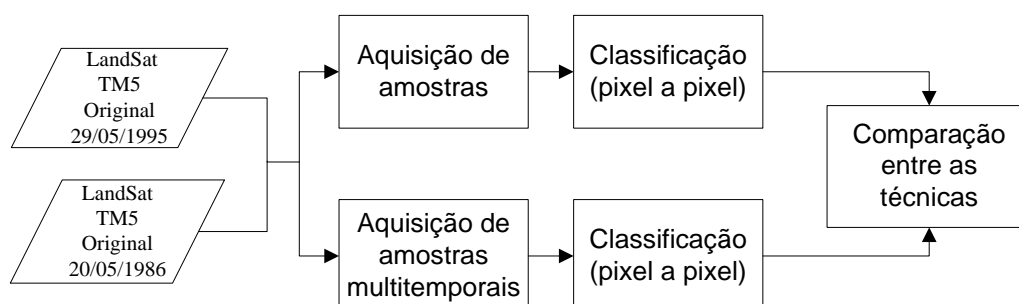 LandSat
TM5
Original
29/05/1995
LandSat
TM5
Original
20/05/1986
Aquisição de
amostras
Classificação
(pixel a pixel)
Aquisição de
amostras
multitemporais
Classificação
(pixel a pixel)
Comparação
entre as
técnicas